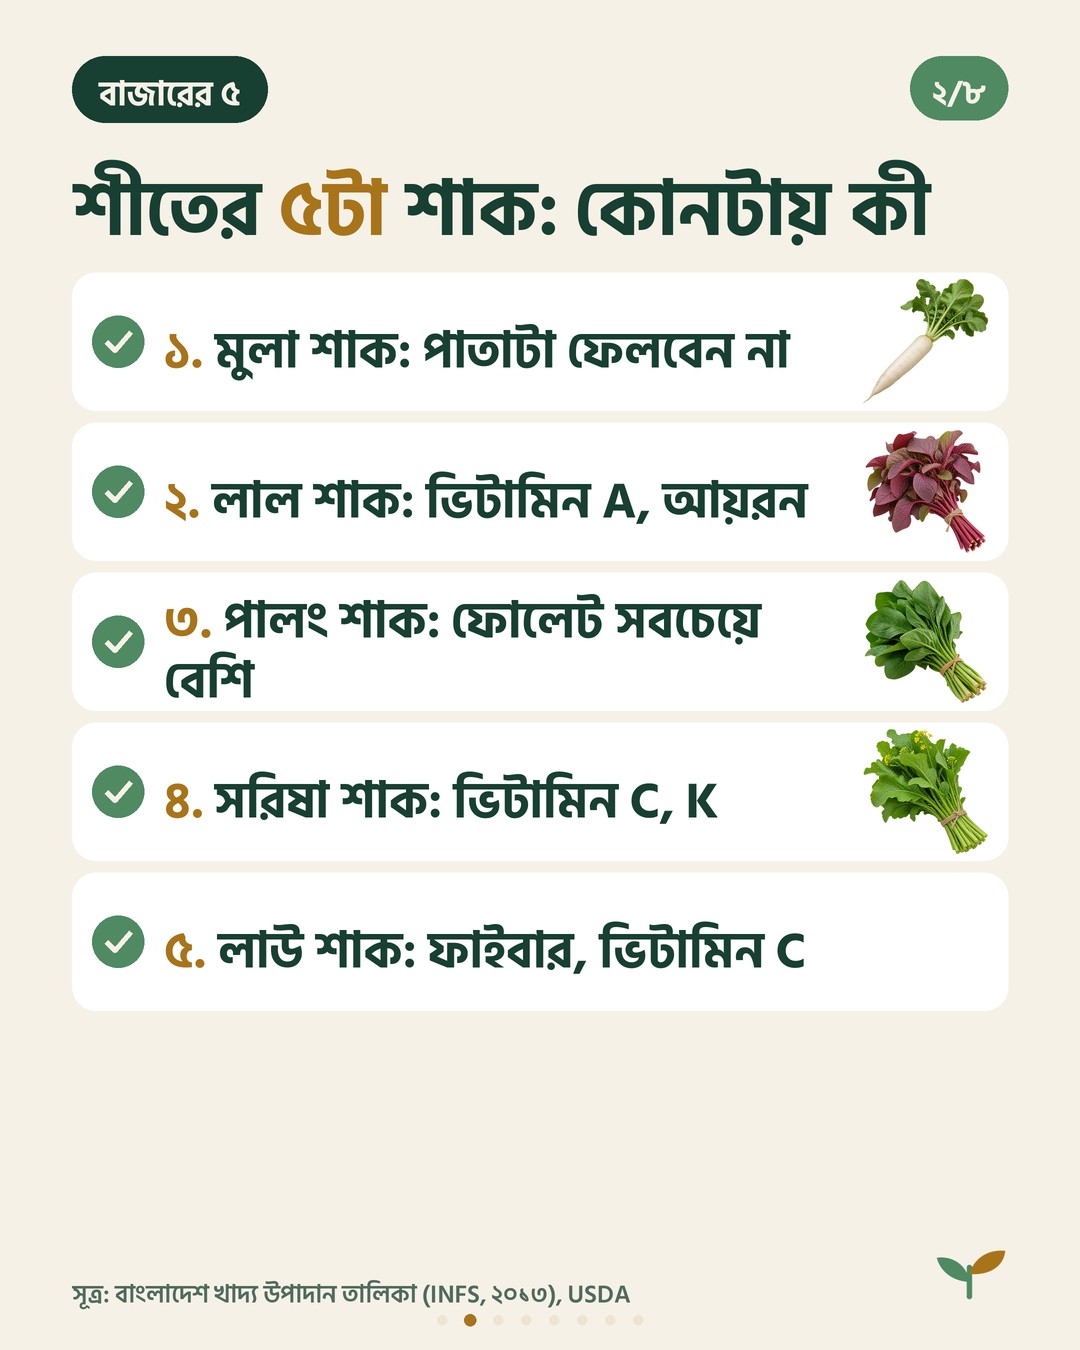 বাজারের ৫
২/৮
শীতের ৫টা শাক: কোনটায় কী
১. মুলা শাক: পাতাটা ফেলবেন না
২. লাল শাক: ভিটামিন A, আয়রন
৩. পালং শাক: ফোলেট সবচেয়ে
বেশি
৪. সরিষা শাক: ভিটামিন C, K
৫. লাউ শাক: ফাইবার, ভিটামিন C
সূত্র: বাংলাদেশ খাদ্য উপাদান তালিকা (INFS, ২০১৩), USDA